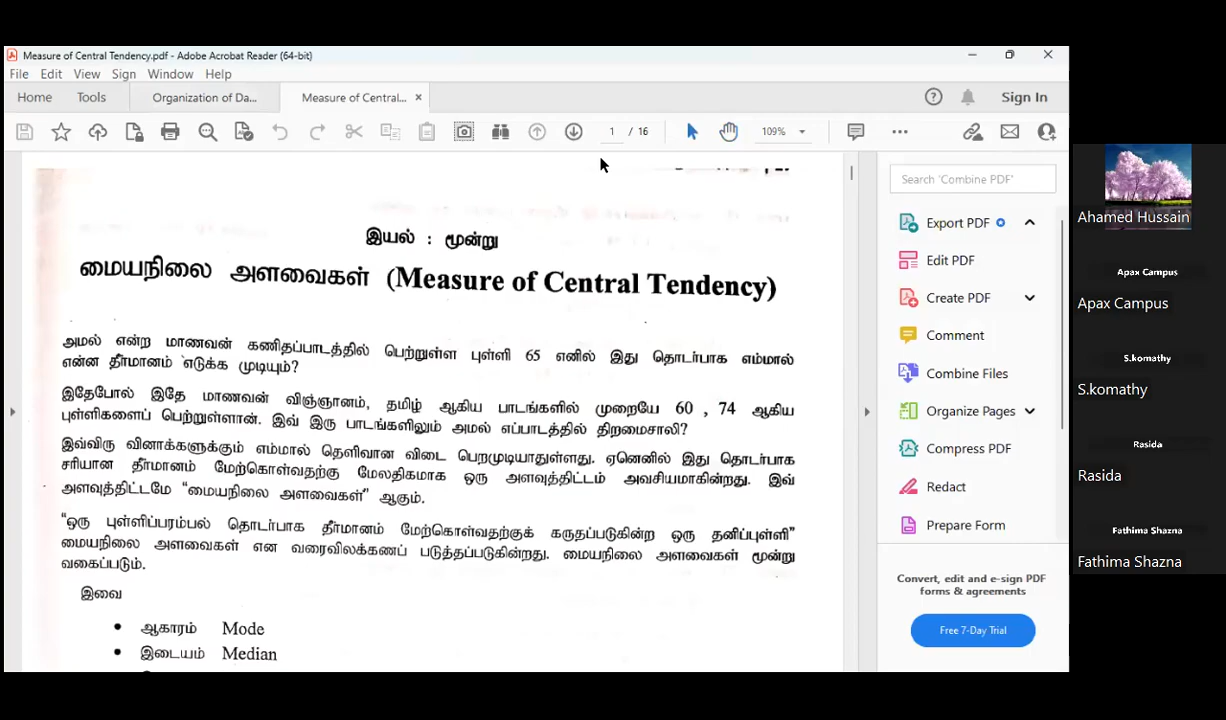 Measure of Central Tendency.pdf - Adobe Acrobat Reader (64-bit)
File Edit View Sign Window Help
Home Tools Organization of Da... Measure of Central... × Sign In
1 / 16 109%
இயல் : மூன்று
மையநிலை அளவைகள் (Measure of Central Tendency)
அமல் என்ற மாணவன் கணிதப்பாடத்தில் பெற்றுள்ள புள்ளி 65 எனில் இது தொடர்பாக எம்மால்
என்ன தீர்மானம் எடுக்க முடியும்?
இதேபோல் இதே மாணவன் விஞ்ஞானம், தமிழ் ஆகிய பாடங்களில் முறையே 60 , 74 ஆகிய
புள்ளிகளைப் பெற்றுள்ளான். இவ் இரு பாடங்களிலும் அமல் எப்பாடத்தில் திறமைசாலி?
இவ்விரு வினாக்களுக்கும் எம்மால் தெளிவான விடை பெறமுடியாதுள்ளது. ஏனெனில் இது தொடர்பாக
சரியான தீர்மானம் மேற்கொள்வதற்கு மேலதிகமாக ஒரு அளவுத்திட்டம் அவசியமாகின்றது. இவ்
அளவுத்திட்டமே “மையநிலை அளவைகள்” ஆகும்.
“ஒரு புள்ளிப்பரம்பல் தொடர்பாக தீர்மானம் மேற்கொள்வதற்குக் கருதப்படுகின்ற ஒரு தனிப்புள்ளி”
மையநிலை அளவைகள் என வரைவிலக்கணப் படுத்தப்படுகின்றது. மையநிலை அளவைகள் மூன்று
வகைப்படும்.
இவை
• ஆகாரம் Mode
• இடையம் Median
Search 'Combine PDF'
Export PDF
Edit PDF
Create PDF
Comment
Combine Files
Organize Pages
Compress PDF
Redact
Prepare Form
Convert, edit and e-sign PDF
forms & agreements
Free 7-Day Trial
Ahamed Hussain
Apax Campus
Apax Campus
S.komathy
S.komathy
Rasida
Rasida
Fathima Shazna
Fathima Shazna